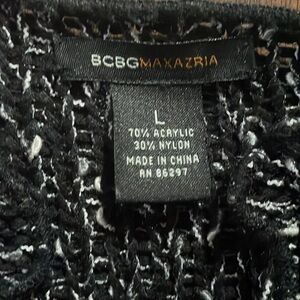 BCBGMAXAZRIA
L
70% ACRYLIC
30% NYLON
MADE IN CHINA
RN 86297